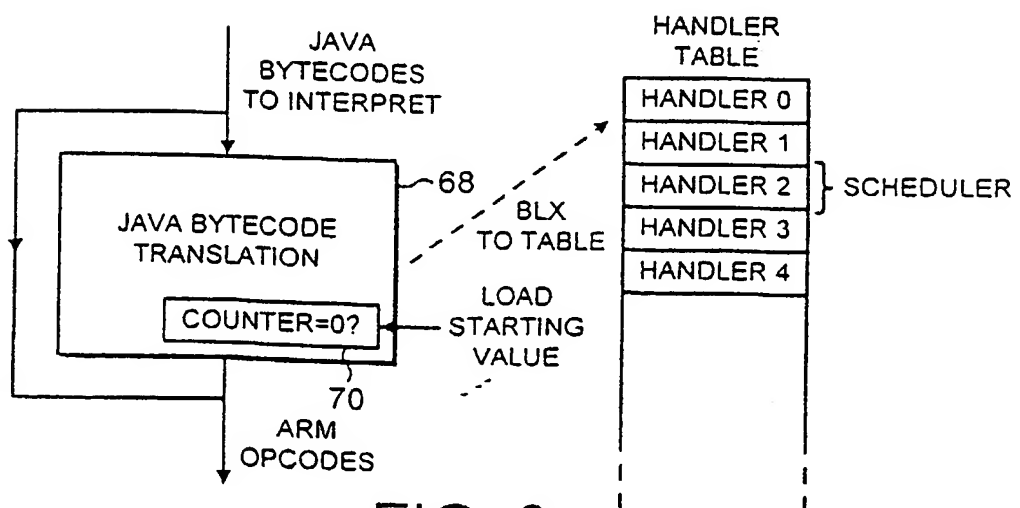 JAVA
BYTECODES
TO INTERPRET
HANDLER
TABLE
HANDLER 0
HANDLER 1
HANDLER 2
HANDLER 3
HANDLER 4
SCHEDULER
68
JAVA BYTECODE
TRANSLATION
BLX
TO TABLE
COUNTER=0?
LOAD
STARTING
VALUE
70
ARM
OPCODES